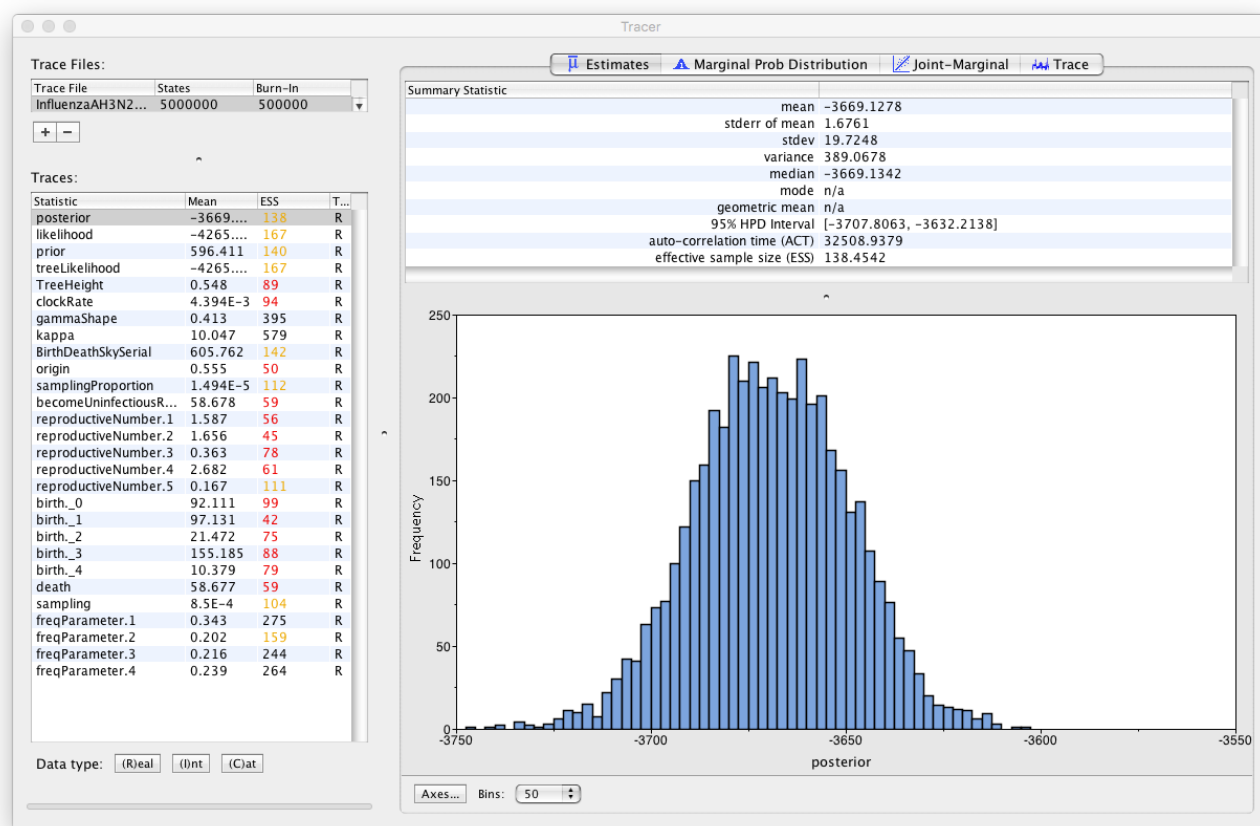 Tracer
Trace Files:
Trace File States Burn-In
InfluenzaAH3N2... 5000000 500000
+ −
Traces:
Statistic Mean ESS T...
posterior -3669.... 138 R
likelihood -4265.... 167 R
prior 596.411 140 R
treeLikelihood -4265.... 167 R
TreeHeight 0.548 89 R
clockRate 4.394E-3 94 R
gammaShape 0.413 395 R
kappa 10.047 579 R
BirthDeathSkySerial 605.762 142 R
origin 0.555 50 R
samplingProportion 1.494E-5 112 R
becomeUninfectiousR... 58.678 59 R
reproductiveNumber.1 1.587 56 R
reproductiveNumber.2 1.656 45 R
reproductiveNumber.3 0.363 78 R
reproductiveNumber.4 2.682 61 R
reproductiveNumber.5 0.167 111 R
birth._0 92.111 99 R
birth._1 97.131 42 R
birth._2 21.472 75 R
birth._3 155.185 88 R
birth._4 10.379 79 R
death 58.677 59 R
sampling 8.5E-4 104 R
freqParameter.1 0.343 275 R
freqParameter.2 0.202 159 R
freqParameter.3 0.216 244 R
freqParameter.4 0.239 264 R
Data type: (R)eal (I)nt (C)at
μ Estimates Marginal Prob Distribution Joint-Marginal Trace
Summary Statistic
mean -3669.1278
stderr of mean 1.6761
stdev 19.7248
variance 389.0678
median -3669.1342
mode n/a
geometric mean n/a
95% HPD Interval [-3707.8063, -3632.2138]
auto-correlation time (ACT) 32508.9379
effective sample size (ESS) 138.4542
250
200
150
100
50
0
Frequency
-3750 -3700 -3650 -3600 -3550
posterior
Axes... Bins: 50